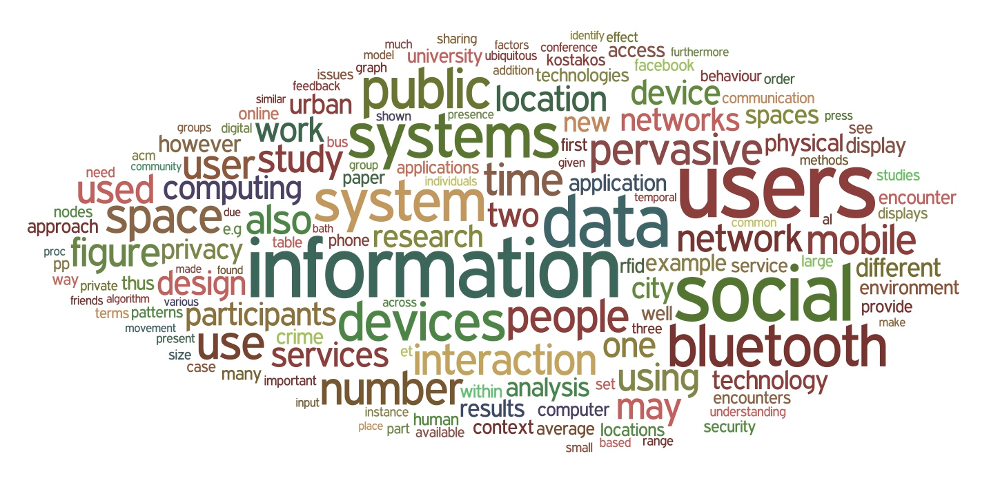 identify effect
much sharing factors conference access furthermore
model university ubiquitous kostakos facebook
issues graph addition technologies behaviour order
feedback public location device communication
similar urban shown presence networks spaces press
online work systems new see
groups digital bus first pervasive physical display
however study given methods
acm user group applications time users studies
community paper individuals application
need computing system temporal encounter
used two data displays
nodes space due also bath common al
approach e.g phone research network mobile
proc figure privacy table information rfid example service large different
pp made found
way private thus design city social environment
friends algorithm various across provide
terms patterns participants devices people well make
movement three
present use crime one bluetooth
size services et interaction
case many using technology
important number within analysis set encounters
input results computer may understanding
instance human
place part available context average locations security
small based range